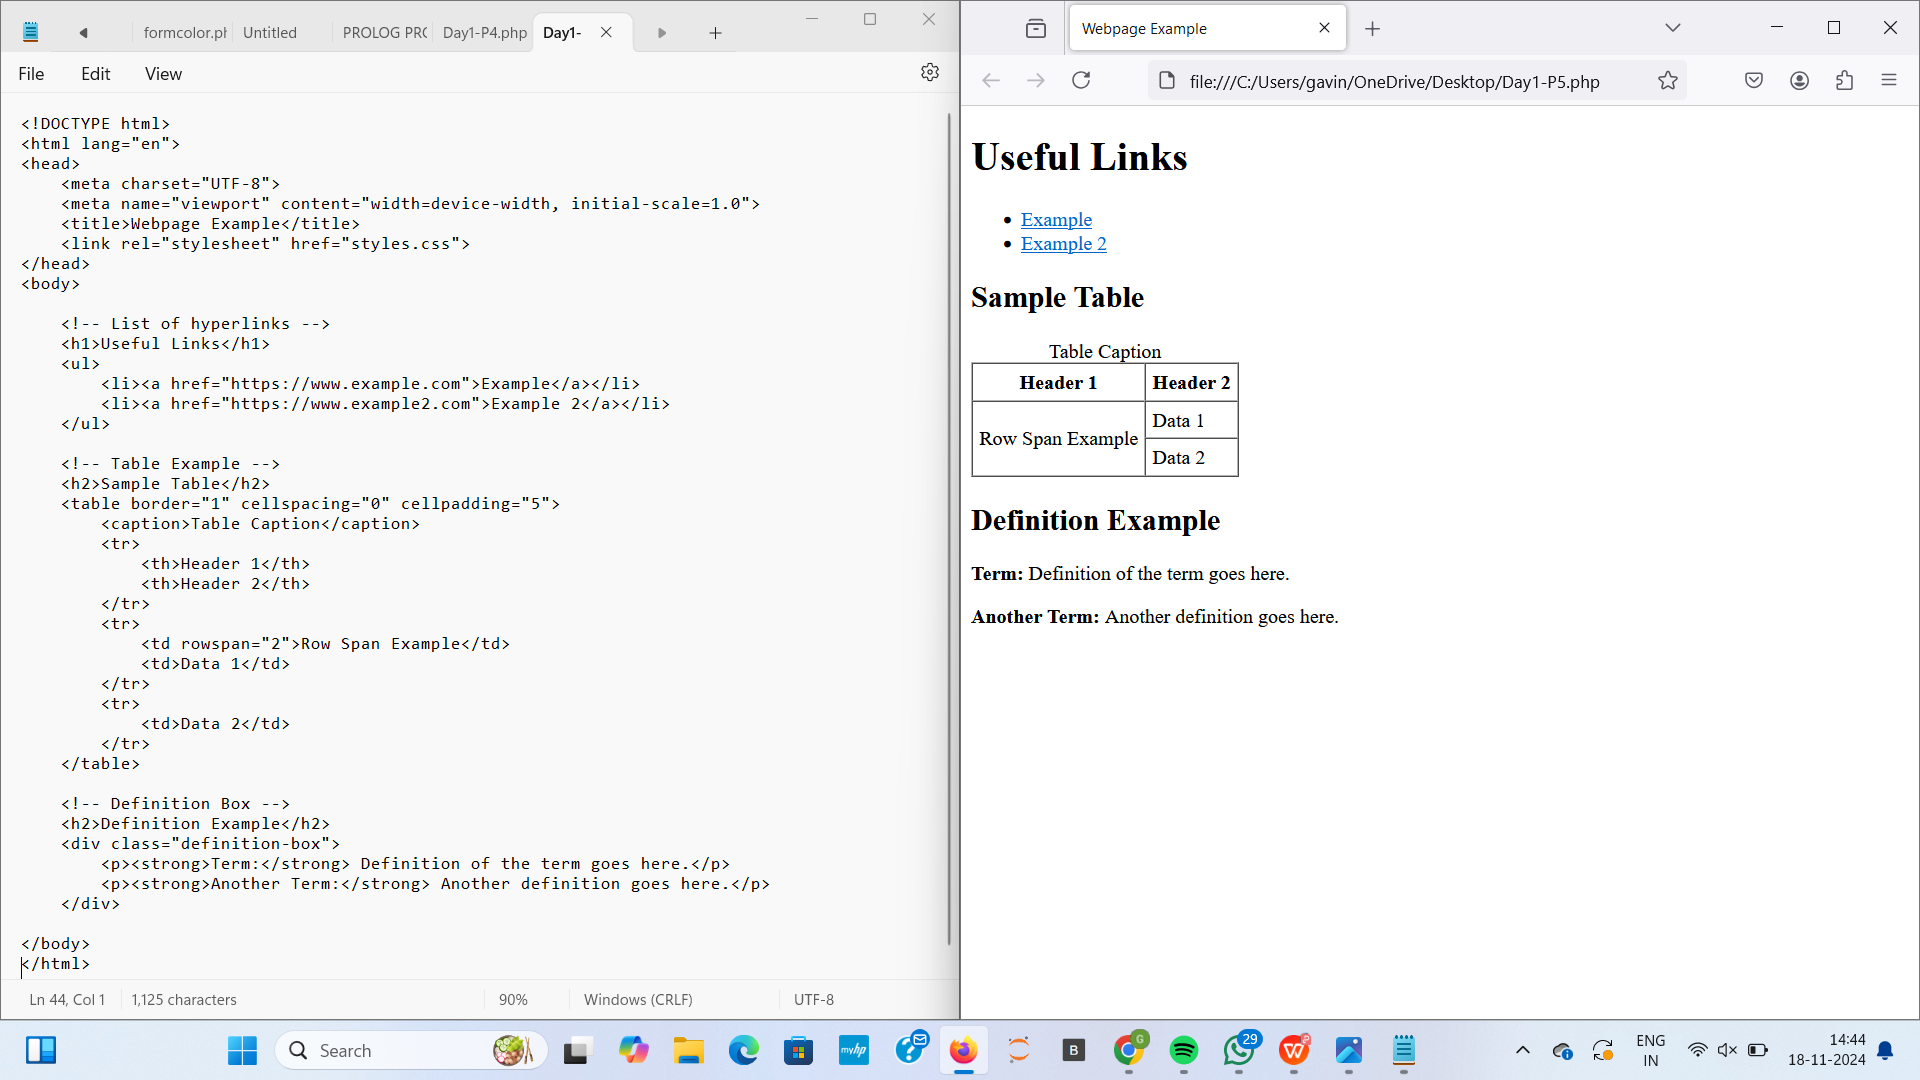 formcolor.pl
Untitled
PROLOG PRO
Day1-P4.php
Day1-
File
Edit
View
<!DOCTYPE html>
<html lang="en">
<head>
    <meta charset="UTF-8">
    <meta name="viewport" content="width=device-width, initial-scale=1.0">
    <title>Webpage Example</title>
    <link rel="stylesheet" href="styles.css">
</head>
<body>
    <!-- List of hyperlinks -->
    <h1>Useful Links</h1>
    <ul>
        <li><a href="https://www.example.com">Example</a></li>
        <li><a href="https://www.example2.com">Example 2</a></li>
    </ul>
    <!-- Table Example -->
    <h2>Sample Table</h2>
    <table border="1" cellspacing="0" cellpadding="5">
        <caption>Table Caption</caption>
        <tr>
            <th>Header 1</th>
            <th>Header 2</th>
        </tr>
        <tr>
            <td rowspan="2">Row Span Example</td>
            <td>Data 1</td>
        </tr>
        <tr>
            <td>Data 2</td>
        </tr>
    </table>
    <!-- Definition Box -->
    <h2>Definition Example</h2>
    <div class="definition-box">
        <p><strong>Term:</strong> Definition of the term goes here.</p>
        <p><strong>Another Term:</strong> Another definition goes here.</p>
    </div>
</body>
</html>
Ln 44, Col 1
1,125 characters
90%
Windows (CRLF)
UTF-8
Webpage Example
file:///C:/Users/gavin/OneDrive/Desktop/Day1-P5.php
Useful Links
Example
Example 2
Sample Table
Table Caption
Header 1 Header 2
Row Span Example
Data 1
Data 2
Definition Example
Term: Definition of the term goes here.
Another Term: Another definition goes here.
Search
myhp
B
G
29
W
ENG
IN
14:44
18-11-2024